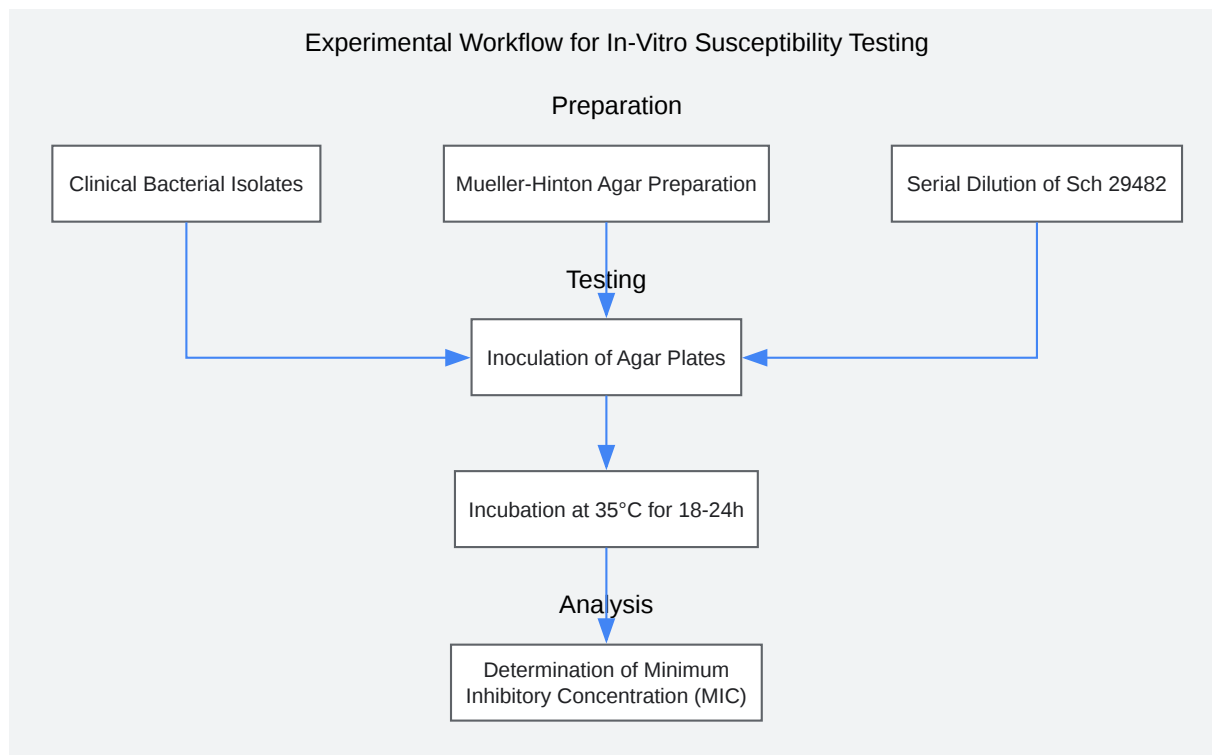 Experimental Workflow for In-Vitro Susceptibility Testing
Preparation
Clinical Bacterial Isolates
Mueller-Hinton Agar Preparation
Serial Dilution of Sch 29482
Testing
Inoculation of Agar Plates
Incubation at 35°C for 18-24h
Analysis
Determination of Minimum
Inhibitory Concentration (MIC)